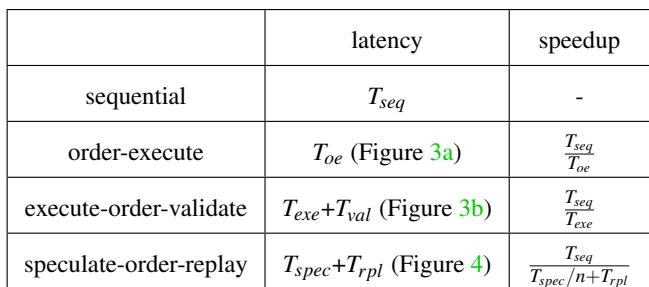 latency speedup
sequential T_seq -
order-execute T_oe (Figure 3a) T_seq/T_oe
execute-order-validate T_exe+T_val (Figure 3b) T_seq/T_exe
speculate-order-replay T_spec+T_rpl (Figure 4) T_seq/T_spec/n+T_rpl